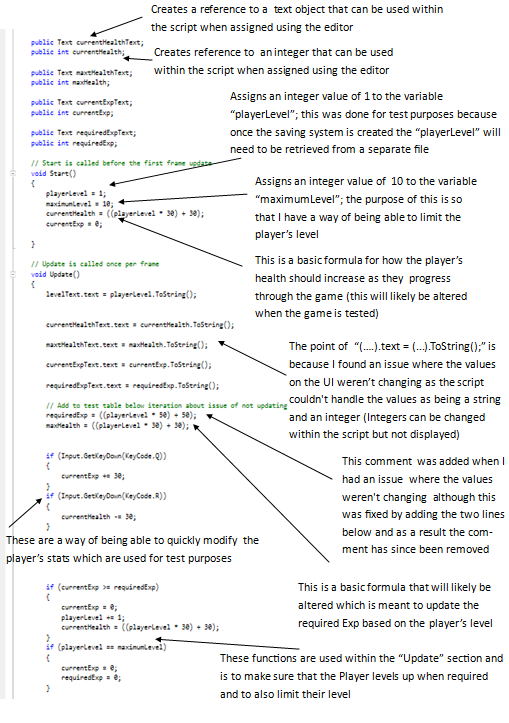 Creates a reference to a text object that can be used within
the script when assigned using the editor
public Text currentHealthText;
public int currentHealth;
Creates reference to an integer that can be used
within the script when assigned using the editor
public Text maxtHealthText;
public int maxHealth;
public Text currentExpText;
public int currentExp;
public Text requiredExpText;
public int requiredExp;
Assigns an integer value of 1 to the variable
“playerLevel”; this was done for test purposes because
once the saving system is created the “playerLevel” will
need to be retrieved from a separate file
// Start is called before the first frame update
void Start()
{
playerLevel = 1;
maximumLevel = 10;
currentHealth = ((playerLevel * 30) + 30);
currentExp = 0;
}
Assigns an integer value of 10 to the variable
“maximumLevel”; the purpose of this is so
that I have a way of being able to limit the
player’s level
This is a basic formula for how the player’s
health should increase as they progress
through the game (this will likely be altered
when the game is tested)
// Update is called once per frame
void Update()
{
levelText.text = playerLevel.ToString();
currentHealthText.text = currentHealth.ToString();
maxtHealthText.text = maxHealth.ToString();
currentExpText.text = currentExp.ToString();
requiredExpText.text = requiredExp.ToString();
The point of “(....).text = (...).ToString();” is
because I found an issue where the values
on the UI weren’t changing as the script
couldn't handle the values as being a string
and an integer (Integers can be changed
within the script but not displayed)
// Add to test table below iteration about issue of not updating
requiredExp = ((playerLevel * 50) + 50);
maxHealth = ((playerLevel * 30) + 30);
This comment was added when I
had an issue where the values
weren't changing although this
was fixed by adding the two lines
below and as a result the com-
ment has since been removed
if (Input.GetKeyDown(KeyCode.Q))
{
currentExp += 30;
}
if (Input.GetKeyDown(KeyCode.R))
{
currentHealth -= 30;
}
These are a way of being able to quickly modify the
player’s stats which are used for test purposes
This is a basic formula that will likely be
altered which is meant to update the
required Exp based on the player’s level
if (currentExp >= requiredExp)
{
currentExp = 0;
playerLevel += 1;
currentHealth = ((playerLevel * 30) + 30);
}
if (playerLevel == maximumLevel)
{
currentExp = 0;
requiredExp = 0;
}
These functions are used within the “Update” section and
is to make sure that the Player levels up when required
and to also limit their level